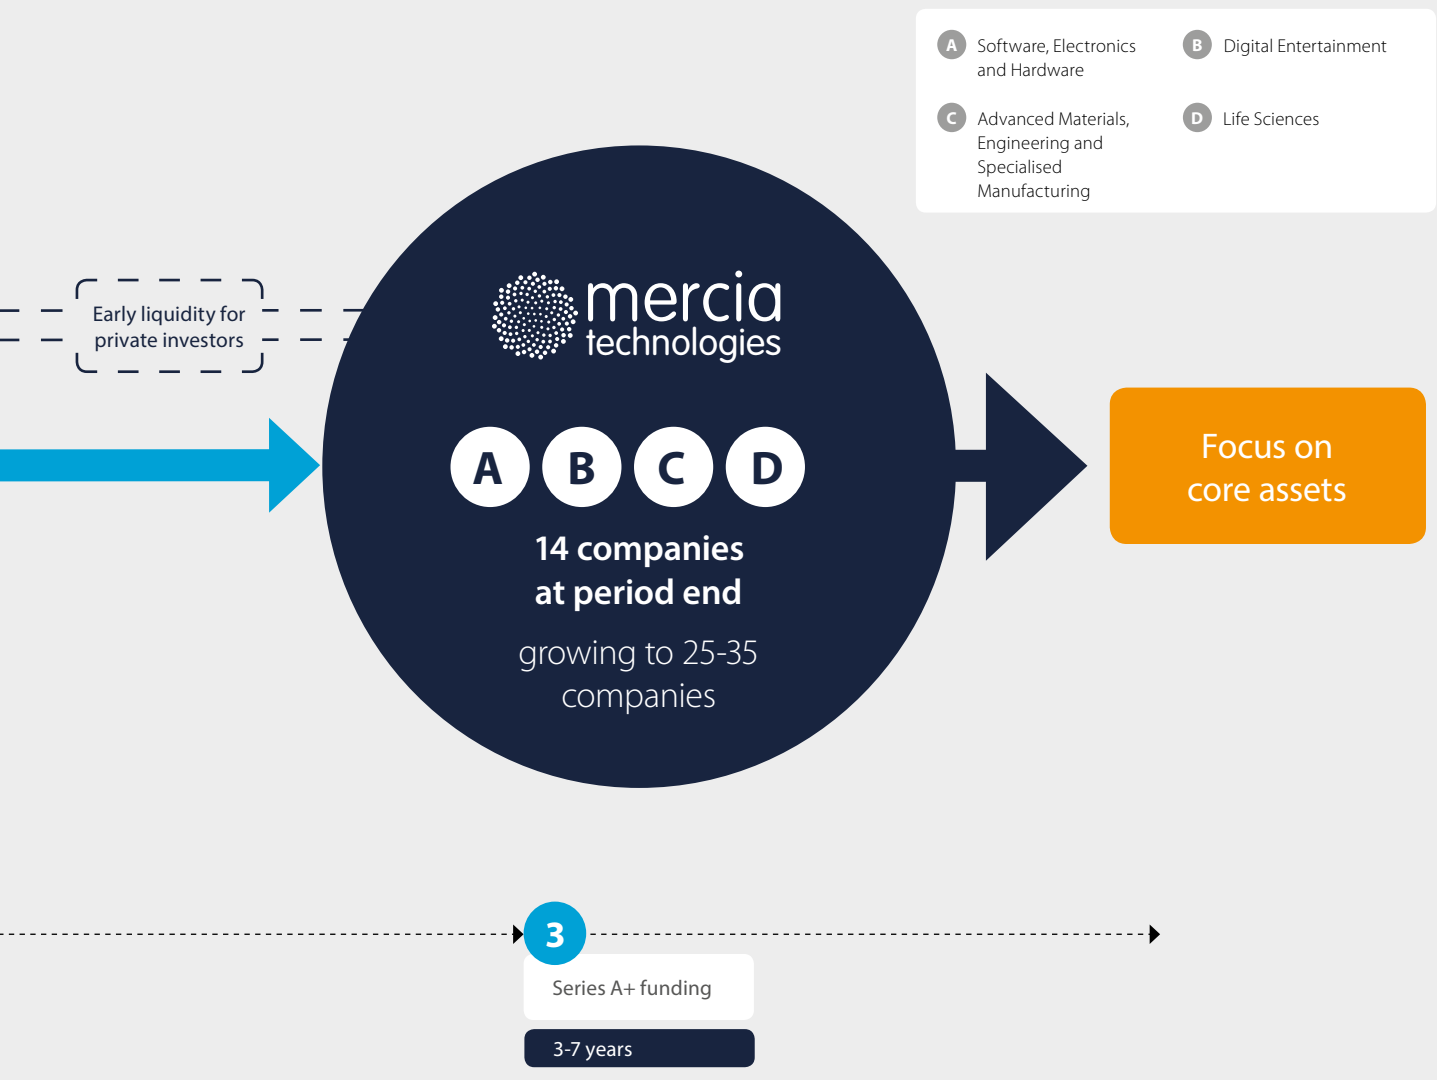 A
Software, Electronics
and Hardware
B
Digital Entertainment
C
Advanced Materials,
Engineering and
Specialised
Manufacturing
D
Life Sciences
Early liquidity for
private investors
mercia
technologies
A B C D
14 companies
at period end
growing to 25-35
companies
Focus on
core assets
3
Series A+ funding
3-7 years